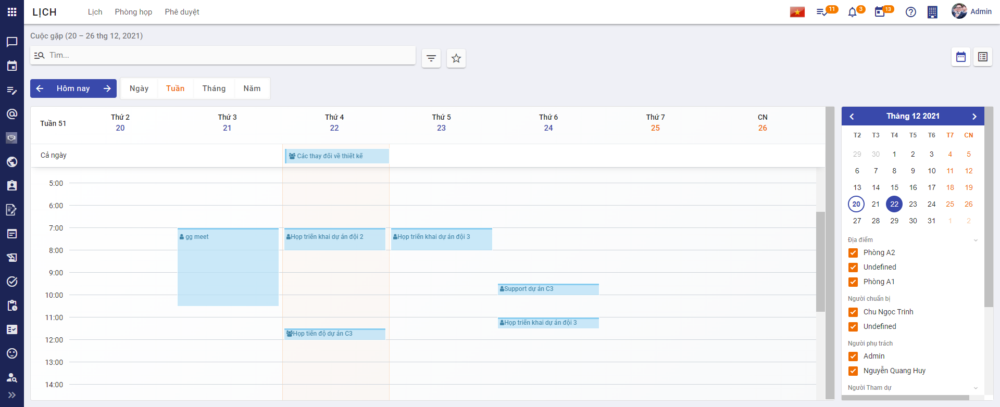 LỊCH
Lịch
Phòng họp
Phê duyệt
11
3
13
Admin
Cuộc gặp (20 – 26 thg 12, 2021)
Tìm...
Hôm nay
Ngày
Tuần
Tháng
Năm
Tuần 51
Thứ 2
20
Thứ 3
21
Thứ 4
22
Thứ 5
23
Thứ 6
24
Thứ 7
25
CN
26
Cả ngày
Các thay đổi về thiết kế
5:00
6:00
7:00
8:00
9:00
10:00
11:00
12:00
13:00
14:00
gg meet
Họp triển khai dự án đội 2
Họp triển khai dự án đội 3
Support dự án C3
Họp triển khai dự án đội 3
Họp tiến độ dự án C3
Tháng 12 2021
T2 T3 T4 T5 T6 T7 CN
29 30 1 2 3 4 5
6 7 8 9 10 11 12
13 14 15 16 17 18 19
20 21 22 23 24 25 26
27 28 29 30 31 1 2
Địa điểm
Phòng A2
Undefined
Phòng A1
Người chuẩn bị
Chu Ngọc Trinh
Undefined
Người phụ trách
Admin
Nguyễn Quang Huy
Người Tham dự